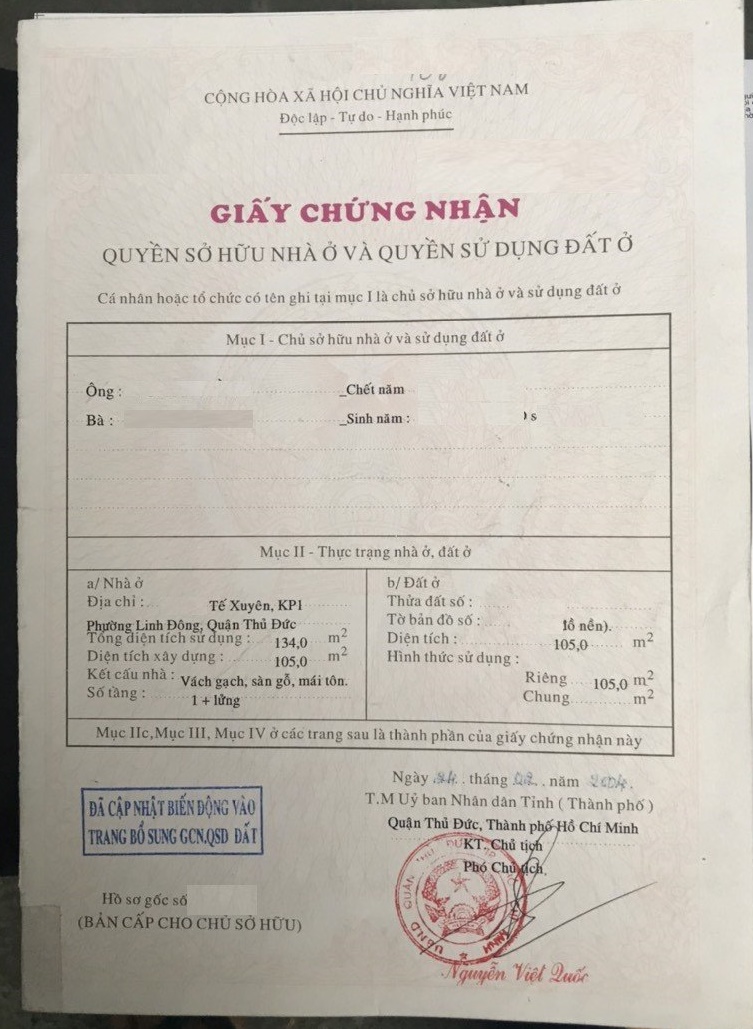 CỘNG HÒA XÃ HỘI CHỦ NGHĨA VIỆT NAM
Độc lập - Tự do - Hạnh phúc
GIẤY CHỨNG NHẬN
QUYỀN SỞ HỮU NHÀ Ở VÀ QUYỀN SỬ DỤNG ĐẤT Ở
Cá nhân hoặc tổ chức có tên ghi tại mục I là chủ sở hữu nhà ở và sử dụng đất ở
Mục I - Chủ sở hữu nhà ở và sử dụng đất ở
Ông : _Chết năm
Bà : _Sinh năm : s
Mục II - Thực trạng nhà ở, đất ở
a/ Nhà ở
Địa chỉ : Tế Xuyên, KP1
Phường Linh Đông, Quận Thủ Đức
Tổng diện tích sử dụng : 134,0 m²
Diện tích xây dựng : 105,0 m²
Kết cấu nhà : Vách gạch, sàn gỗ, mái tôn.
Số tầng : 1 + lửng
b/ Đất ở
Thửa đất số :
Tờ bản đồ số : lô nền).
Diện tích : 105,0 m²
Hình thức sử dụng :
Riêng 105,0 m²
Chung m²
Mục IIc, Mục III, Mục IV ở các trang sau là thành phần của giấy chứng nhận này
ĐÃ CẬP NHẬT BIẾN ĐỘNG VÀO
TRANG BỔ SUNG GCN.QSD ĐẤT
Hồ sơ gốc số
(BẢN CẤP CHO CHỦ SỞ HỮU)
Ngày 24 tháng 02 năm 2004.
T.M Uỷ ban Nhân dân Tỉnh ( Thành phố )
Quận Thủ Đức, Thành phố Hồ Chí Minh
KT. Chủ tịch
Phó Chủ tịch
Nguyễn Việt Quốc